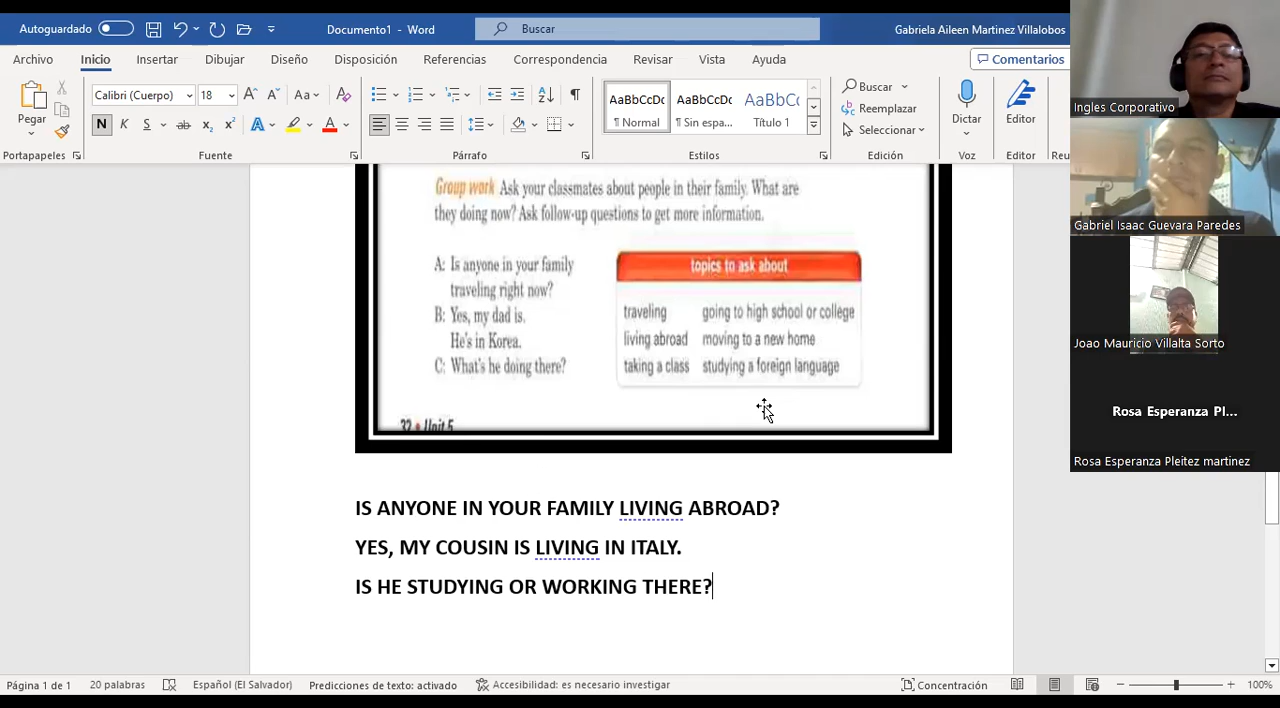 Autoguardado
Documento1 - Word
Buscar
Gabriela Aileen Martinez Villalobos
Archivo Inicio Insertar Dibujar Diseño Disposición Referencias Correspondencia Revisar Vista Ayuda
Comentarios
Pegar
Calibri (Cuerpo) 18
N K S ab x₂ x² A A
AaBbCcDc AaBbCcDc AaBbCc
¶ Normal ¶ Sin espa... Título 1
Buscar
Reemplazar
Seleccionar
Dictar
Editor
Portapapeles Fuente Párrafo Estilos Edición Voz Editor Reu
Ingles Corporativo
Gabriel Isaac Guevara Paredes
Joao Mauricio Villalta Sorto
Rosa Esperanza Pl...
Rosa Esperanza Pleitez martinez
Group work Ask your classmates about people in their family. What are
they doing now? Ask follow-up questions to get more information.
A: Is anyone in your family
traveling right now?
B: Yes, my dad is.
He's in Korea.
C: What's he doing there?
topics to ask about
traveling going to high school or college
living abroad moving to a new home
taking a class studying a foreign language
32 • Unit 5
IS ANYONE IN YOUR FAMILY LIVING ABROAD?
YES, MY COUSIN IS LIVING IN ITALY.
IS HE STUDYING OR WORKING THERE?
Página 1 de 1 20 palabras Español (El Salvador) Predicciones de texto: activado Accesibilidad: es necesario investigar Concentración 100%